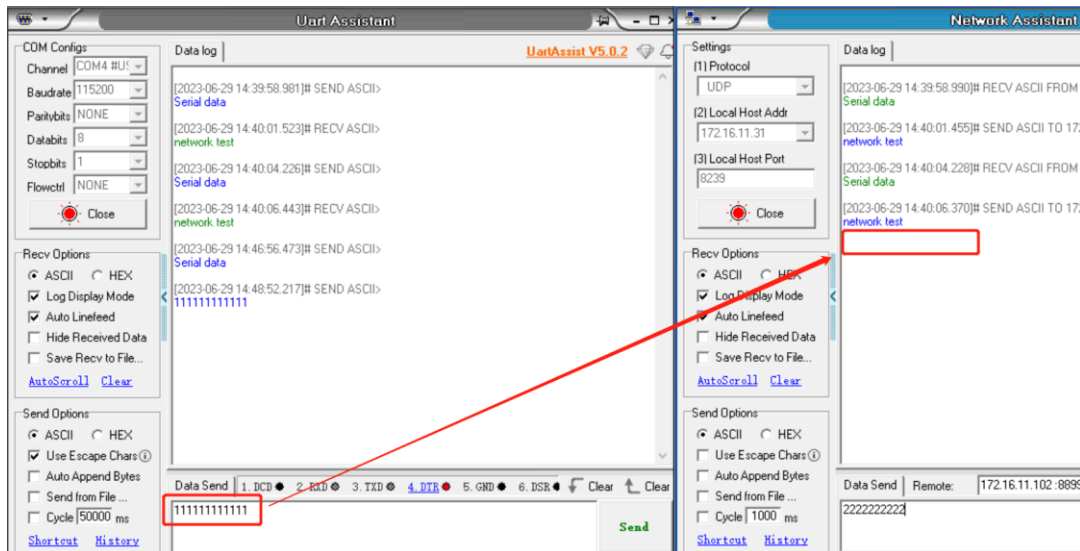 Uart Assistant
COM Configs
Channel COM4 #US
Baudrate 115200
Paritybits NONE
Databits 8
Stopbits 1
Flowctrl NONE
Close
Recv Options
ASCII HEX
Log Display Mode
Auto Linefeed
Hide Received Data
Save Recv to File...
AutoScroll Clear
Send Options
ASCII HEX
Use Escape Chars
Auto Append Bytes
Send from File ...
Cycle 50000 ms
Shortcut History
Data log UartAssist V5.0.2
[2023-06-29 14:39:58.981]# SEND ASCII>
Serial data
[2023-06-29 14:40:01.523]# RECV ASCII>
network test
[2023-06-29 14:40:04.226]# SEND ASCII>
Serial data
[2023-06-29 14:40:06.443]# RECV ASCII>
network test
[2023-06-29 14:46:56.473]# SEND ASCII>
Serial data
[2023-06-29 14:48:52.217]# SEND ASCII>
111111111111
Data Send 1. DCD 2. RXD 3. TXD 4. DTR 5. GND 6. DSR Clear Clear
111111111111
Send
Network Assistant
Settings
(1) Protocol
UDP
(2) Local Host Addr
172.16.11.31
(3) Local Host Port
8239
Close
Recv Options
ASCII HEX
Log Display Mode
Auto Linefeed
Hide Received Data
Save Recv to File...
AutoScroll Clear
Send Options
ASCII HEX
Use Escape Chars
Auto Append Bytes
Send from File ...
Cycle 1000 ms
Shortcut History
Data log
[2023-06-29 14:39:58.990]# RECV ASCII FROM
Serial data
[2023-06-29 14:40:01.455]# SEND ASCII TO 172
network test
[2023-06-29 14:40:04.228]# RECV ASCII FROM
Serial data
[2023-06-29 14:40:06.370]# SEND ASCII TO 172
network test
Data Send Remote: 172.16.11.102 :8899
2222222222